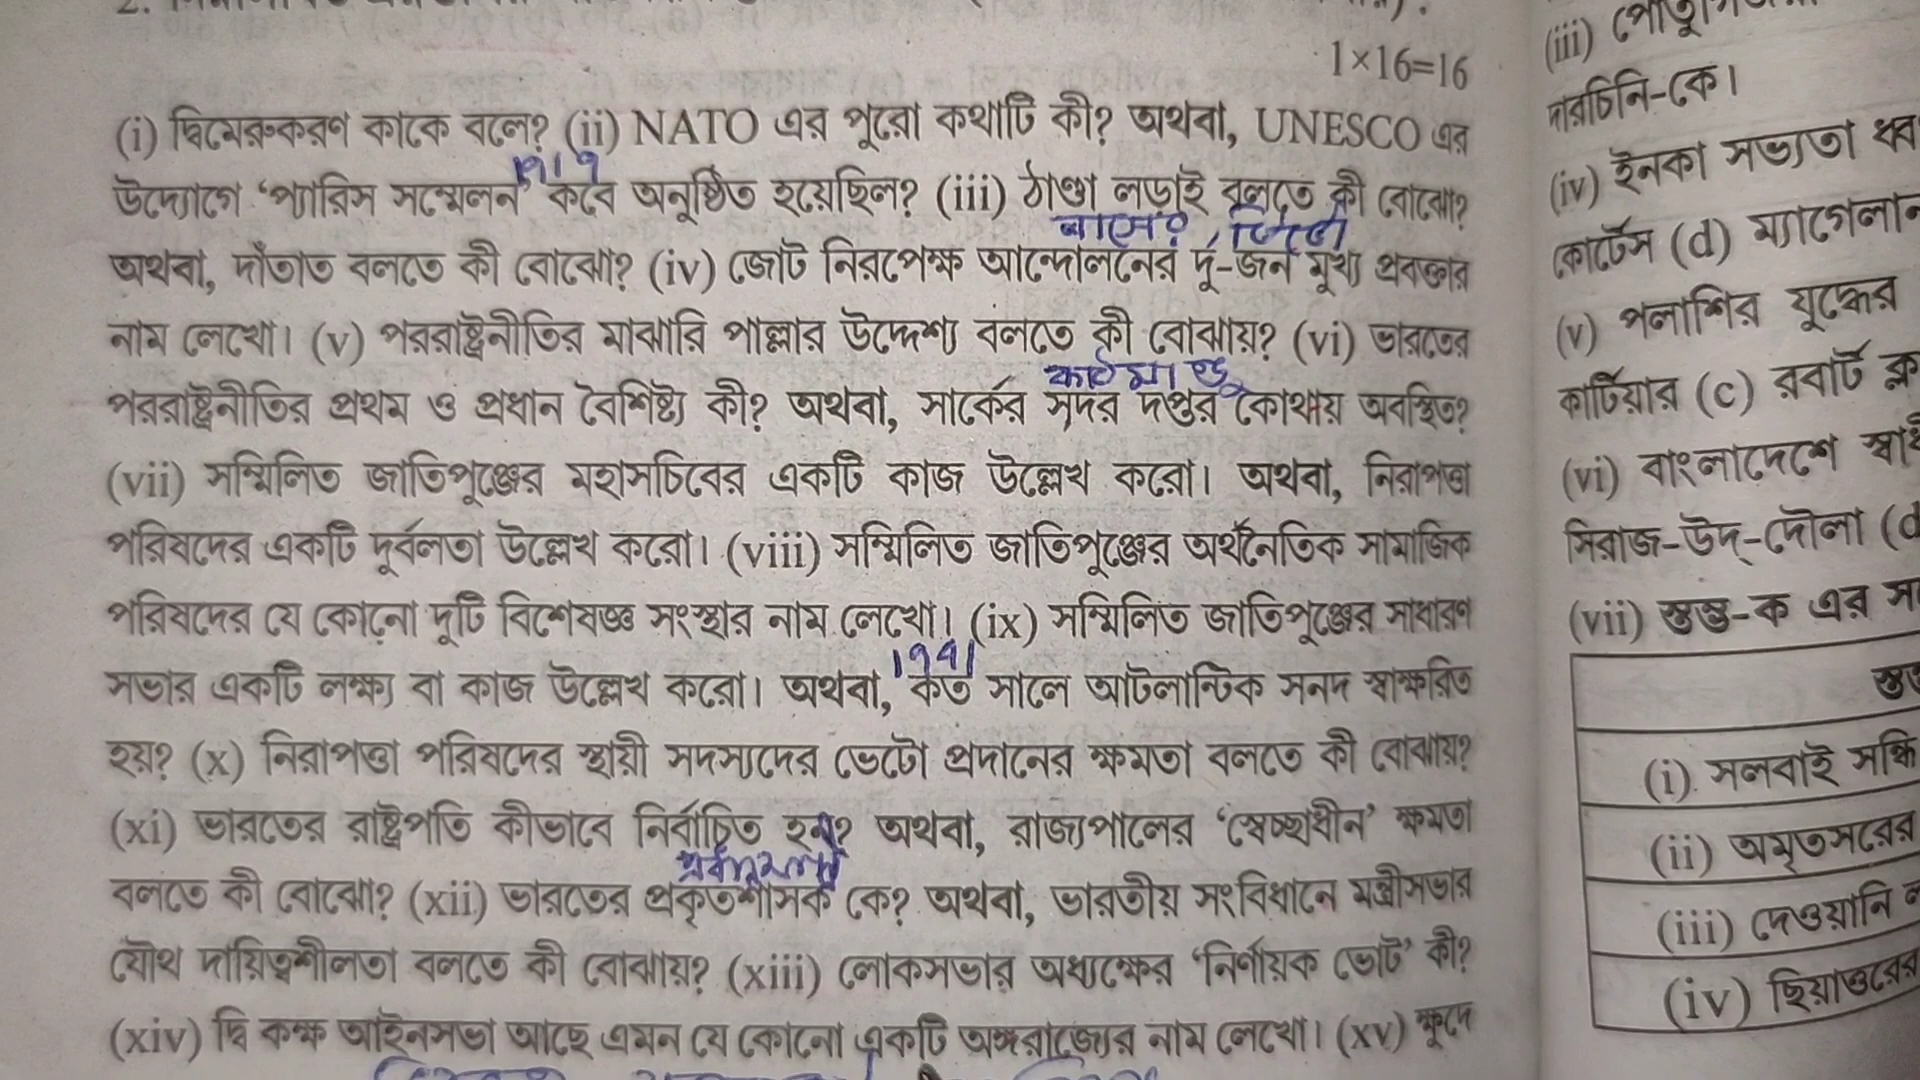 1×16=16
(i) দ্বিমেরুকরণ কাকে বলে? (ii) NATO এর পুরো কথাটি কী? অথবা, UNESCO এর
উদ্যোগে ‘প্যারিস সম্মেলন’ কবে অনুষ্ঠিত হয়েছিল? (iii) ঠাণ্ডা লড়াই বলতে কী বোঝো?
অথবা, দাঁতাত বলতে কী বোঝো? (iv) জোট নিরপেক্ষ আন্দোলনের দু-জন মুখ্য প্রবক্তার
নাম লেখো। (v) পররাষ্ট্রনীতির মাঝারি পাল্লার উদ্দেশ্য বলতে কী বোঝায়? (vi) ভারতের
কাঠমাণ্ডু
পররাষ্ট্রনীতির প্রথম ও প্রধান বৈশিষ্ট্য কী? অথবা, সার্কের সদর দপ্তর কোথায় অবস্থিত?
(vii) সম্মিলিত জাতিপুঞ্জের মহাসচিবের একটি কাজ উল্লেখ করো। অথবা, নিরাপত্তা
পরিষদের একটি দুর্বলতা উল্লেখ করো। (viii) সম্মিলিত জাতিপুঞ্জের অর্থনৈতিক সামাজিক
পরিষদের যে কোনো দুটি বিশেষজ্ঞ সংস্থার নাম লেখো। (ix) সম্মিলিত জাতিপুঞ্জের সাধারণ
সভার একটি লক্ষ্য বা কাজ উল্লেখ করো। অথবা, কত সালে আটলান্টিক সনদ স্বাক্ষরিত
হয়? (x) নিরাপত্তা পরিষদের স্থায়ী সদস্যদের ভেটো প্রদানের ক্ষমতা বলতে কী বোঝায়?
(xi) ভারতের রাষ্ট্রপতি কীভাবে নির্বাচিত হন? অথবা, রাজ্যপালের ‘স্বেচ্ছাধীন’ ক্ষমতা
প্রধানমন্ত্রী
বলতে কী বোঝো? (xii) ভারতের প্রকৃতশাসক কে? অথবা, ভারতীয় সংবিধানে মন্ত্রীসভার
যৌথ দায়িত্বশীলতা বলতে কী বোঝায়? (xiii) লোকসভার অধ্যক্ষের ‘নির্ণায়ক ভোট’ কী?
(xiv) দ্বি কক্ষ আইনসভা আছে এমন যে কোনো একটি অঙ্গরাজ্যের নাম লেখো। (xv) ক্ষুদে
(iii)
দারচিনি-কে।
(iv) ইনকা সভ্যতা
কোর্টেস (d) ম্যাগেলান
(v) পলাশির যুদ্ধের
কার্টিয়ার (c) রবার্ট
(vi) বাংলাদেশে
সিরাজ-উদ্-দৌলা (d
(vii) স্তম্ভ-ক এর
(i) সলবাই সন্ধি
(ii) অমৃতসরের
(iii) দেওয়ানি
(iv) ছিয়াত্তরের